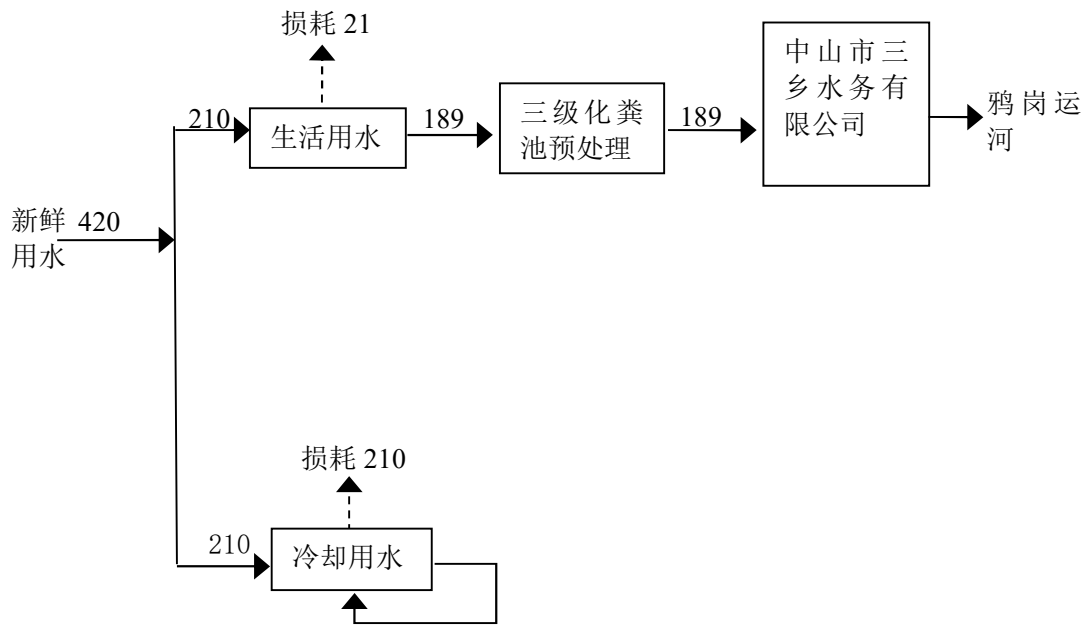 损耗 21
210
生活用水
189
三级化粪
池预处理
189
中山市三
乡水务有
限公司
鸦岗运
河
新鲜 420
用水
损耗 210
210
冷却用水